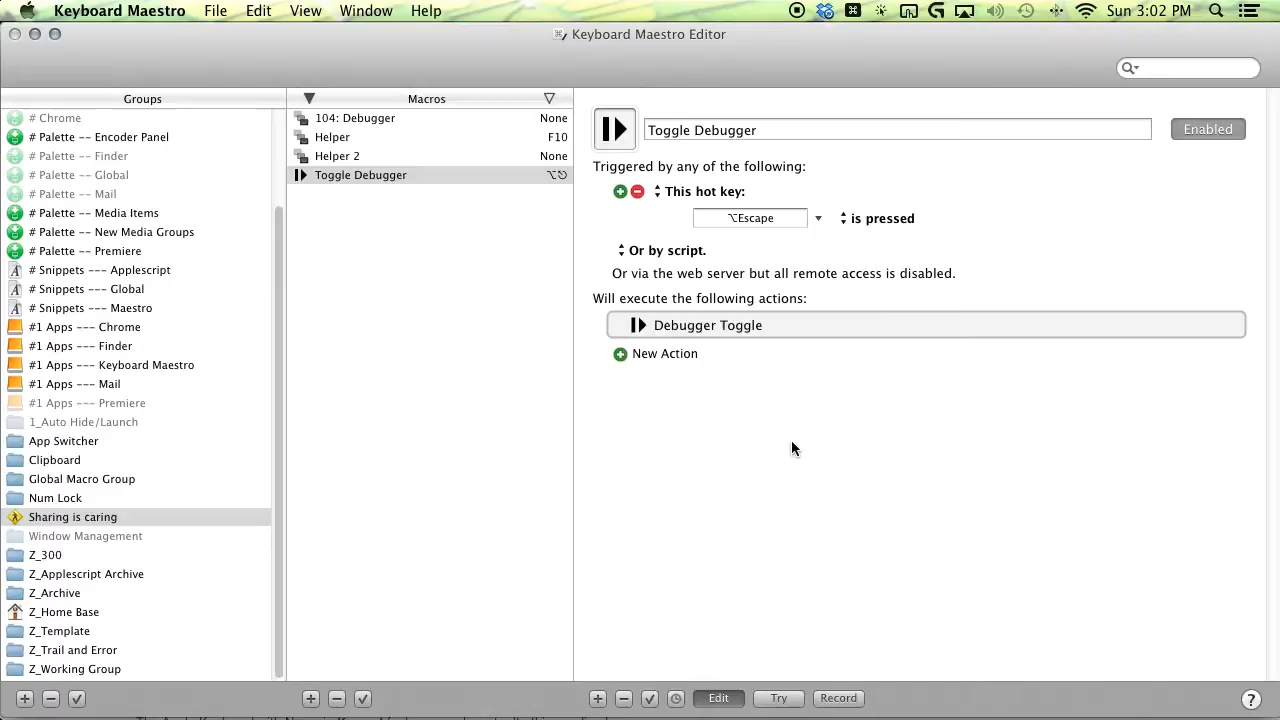 Keyboard Maestro File Edit View Window Help Sun 3:02 PM
Keyboard Maestro Editor
Groups
# Chrome
# Palette -- Encoder Panel
# Palette -- Finder
# Palette -- Global
# Palette -- Mail
# Palette -- Media Items
# Palette -- New Media Groups
# Palette -- Premiere
# Snippets --- Applescript
# Snippets --- Global
# Snippets --- Maestro
#1 Apps --- Chrome
#1 Apps --- Finder
#1 Apps --- Keyboard Maestro
#1 Apps --- Mail
#1 Apps --- Premiere
1_Auto Hide/Launch
App Switcher
Clipboard
Global Macro Group
Num Lock
Sharing is caring
Window Management
Z_300
Z_Applescript Archive
Z_Archive
Z_Home Base
Z_Template
Z_Trail and Error
Z_Working Group
Macros
104: Debugger None
Helper F10
Helper 2 None
Toggle Debugger ⌥⎋
Toggle Debugger Enabled
Triggered by any of the following:
This hot key:
⌥Escape is pressed
Or by script.
Or via the web server but all remote access is disabled.
Will execute the following actions:
Debugger Toggle
New Action
Edit Try Record ?